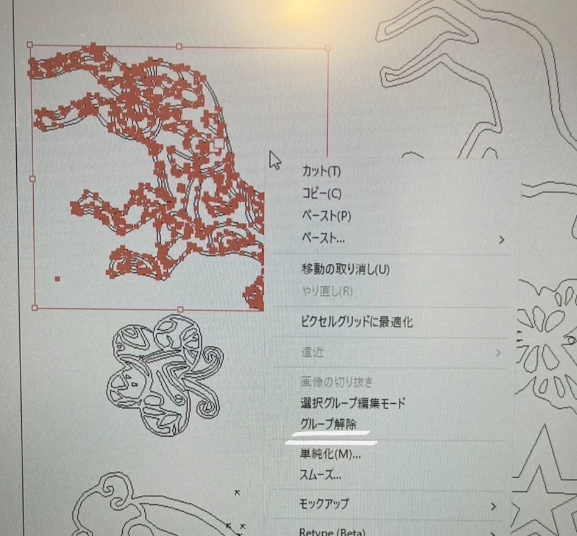 カット(T)
コピー(C)
ペースト(P)
ペースト...
移動の取り消し(U)
やり直し(R)
ピクセルグリッドに最適化
遠近
画像の切り抜き
選択グループ編集モード
グループ解除
単純化(M)...
スムーズ...
モックアップ
Retype (Beta)